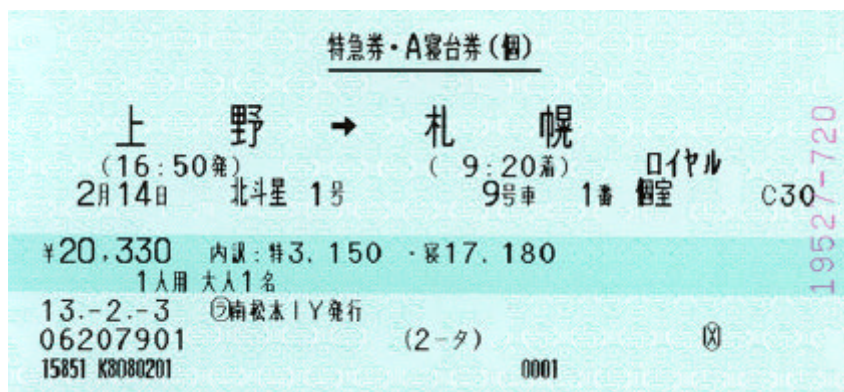 特急券・A寝台券(個)
上野 → 札幌
(16:50発) (9:20着) ロイヤル
2月14日 北斗星 1号 9号車 1番 個室 C30
¥20,330 内訳:特3.150 ・寝17.180
1人用 大人1名
13.-2.-3 ㋶南松本IY発行
06207901 (2-タ) Ⓧ
15851 K8080201 0001
19527-720